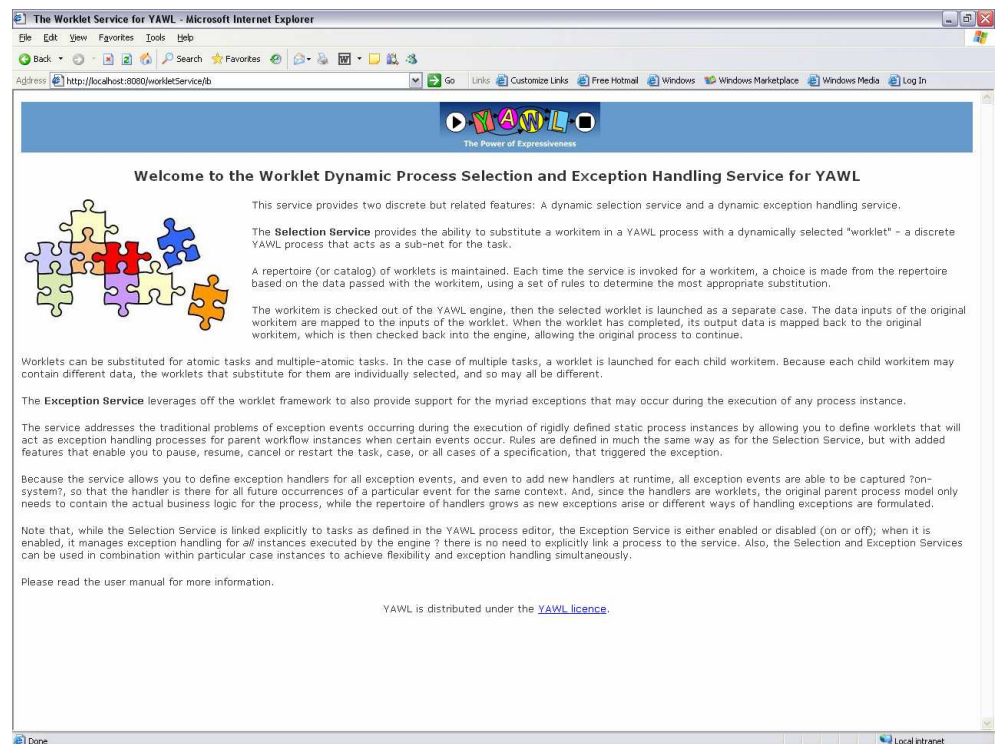 The Worklet Service for YAWL - Microsoft Internet Explorer
File Edit View Favorites Tools Help
Back Search Favorites
Address http://localhost:8080/workletService/ib Go Links Customize Links Free Hotmail Windows Windows Marketplace Windows Media Log In
YAWL
The Power of Expressiveness
Welcome to the Worklet Dynamic Process Selection and Exception Handling Service for YAWL
This service provides two discrete but related features: A dynamic selection service and a dynamic exception handling service.
The Selection Service provides the ability to substitute a workitem in a YAWL process with a dynamically selected "worklet" - a discrete
YAWL process that acts as a sub-net for the task.
A repertoire (or catalog) of worklets is maintained. Each time the service is invoked for a workitem, a choice is made from the repertoire
based on the data passed with the workitem, using a set of rules to determine the most appropriate substitution.
The workitem is checked out of the YAWL engine, then the selected worklet is launched as a separate case. The data inputs of the original
workitem are mapped to the inputs of the worklet. When the worklet has completed, its output data is mapped back to the original
workitem, which is then checked back into the engine, allowing the original process to continue.
Worklets can be substituted for atomic tasks and multiple-atomic tasks. In the case of multiple tasks, a worklet is launched for each child workitem. Because each child workitem may
contain different data, the worklets that substitute for them are individually selected, and so may all be different.
The Exception Service leverages off the worklet framework to also provide support for the myriad exceptions that may occur during the execution of any process instance.
The service addresses the traditional problems of exception events occurring during the execution of rigidly defined static process instances by allowing you to define worklets that will
act as exception handling processes for parent workflow instances when certain events occur. Rules are defined in much the same way as for the Selection Service, but with added
features that enable you to pause, resume, cancel or restart the task, case, or all cases of a specification, that triggered the exception.
Because the service allows you to define exception handlers for all exception events, and even to add new handlers at runtime, all exception events are able to be captured ?on-
system?, so that the handler is there for all future occurrences of a particular event for the same context. And, since the handlers are worklets, the original parent process model only
needs to contain the actual business logic for the process, while the repertoire of handlers grows as new exceptions arise or different ways of handling exceptions are formulated.
Note that, while the Selection Service is linked explicitly to tasks as defined in the YAWL process editor, the Exception Service is either enabled or disabled (on or off); when it is
enabled, it manages exception handling for all instances executed by the engine ? there is no need to explicitly link a process to the service. Also, the Selection and Exception Services
can be used in combination within particular case instances to achieve flexibility and exception handling simultaneously.
Please read the user manual for more information.
YAWL is distributed under the YAWL licence.
Done Local intranet